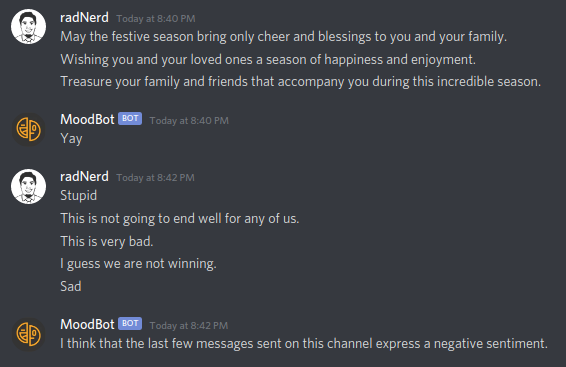 radNerd Today at 8:40 PM
May the festive season bring only cheer and blessings to you and your family.
Wishing you and your loved ones a season of happiness and enjoyment.
Treasure your family and friends that accompany you during this incredible season.
MoodBot BOT Today at 8:40 PM
Yay
radNerd Today at 8:42 PM
Stupid
This is not going to end well for any of us.
This is very bad.
I guess we are not winning.
Sad
MoodBot BOT Today at 8:42 PM
I think that the last few messages sent on this channel express a negative sentiment.